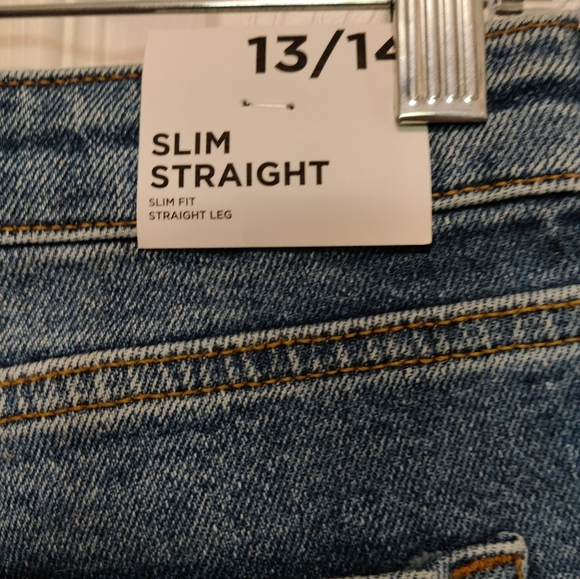 13/14
SLIM
STRAIGHT
SLIM FIT
STRAIGHT LEG